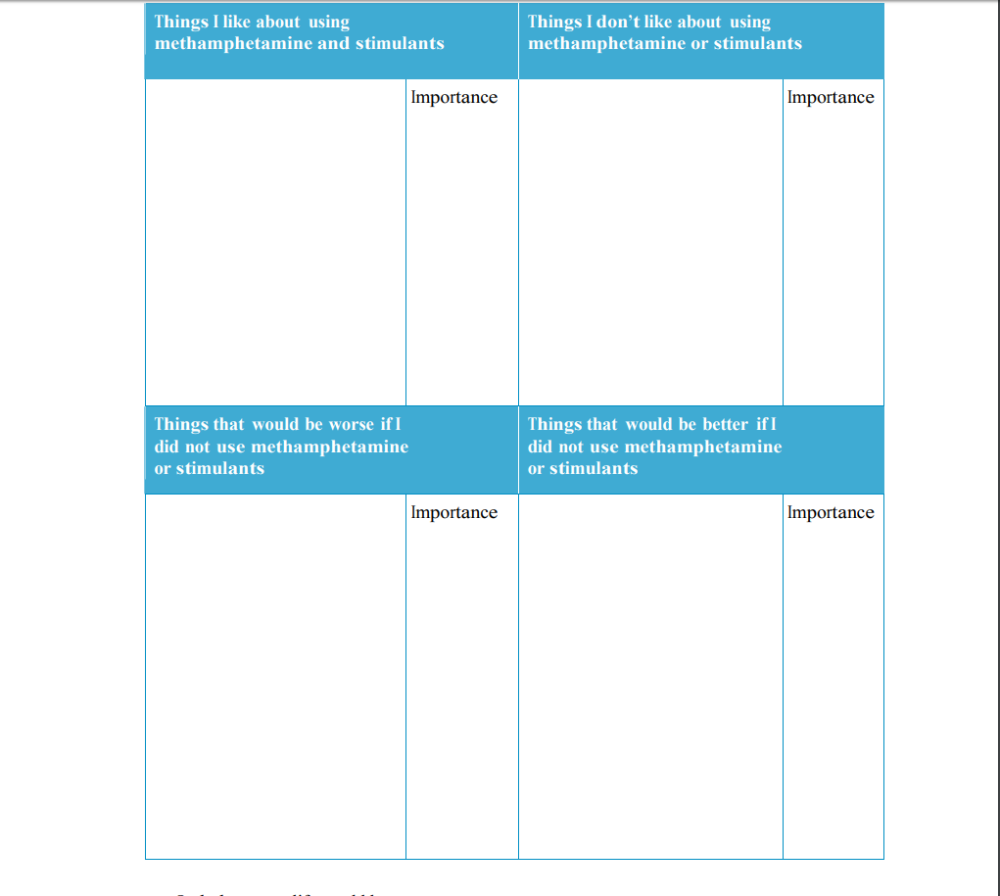 Things I like about using
methamphetamine and stimulants
Things I don't like about using
methamphetamine or stimulants
Importance
Importance
Things that would be worse if I
did not use methamphetamine
or stimulants
Things that would be better if I
did not use methamphetamine
or stimulants
Importance
Importance